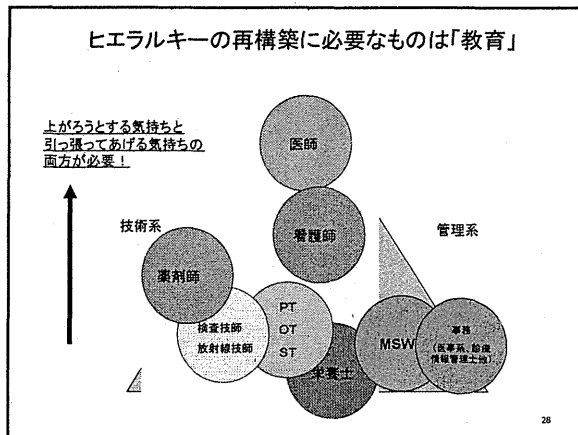 ヒエラルキーの再構築に必要なものは「教育」
上がろうとする気持ちと
引っ張ってあげる気持ちの
両方が必要！
医師
技術系
看護師
管理系
薬剤師
検査技師
放射線技師
PT
OT
ST
栄養士
MSW
事務
（医事系、診療
情報管理士他）
28